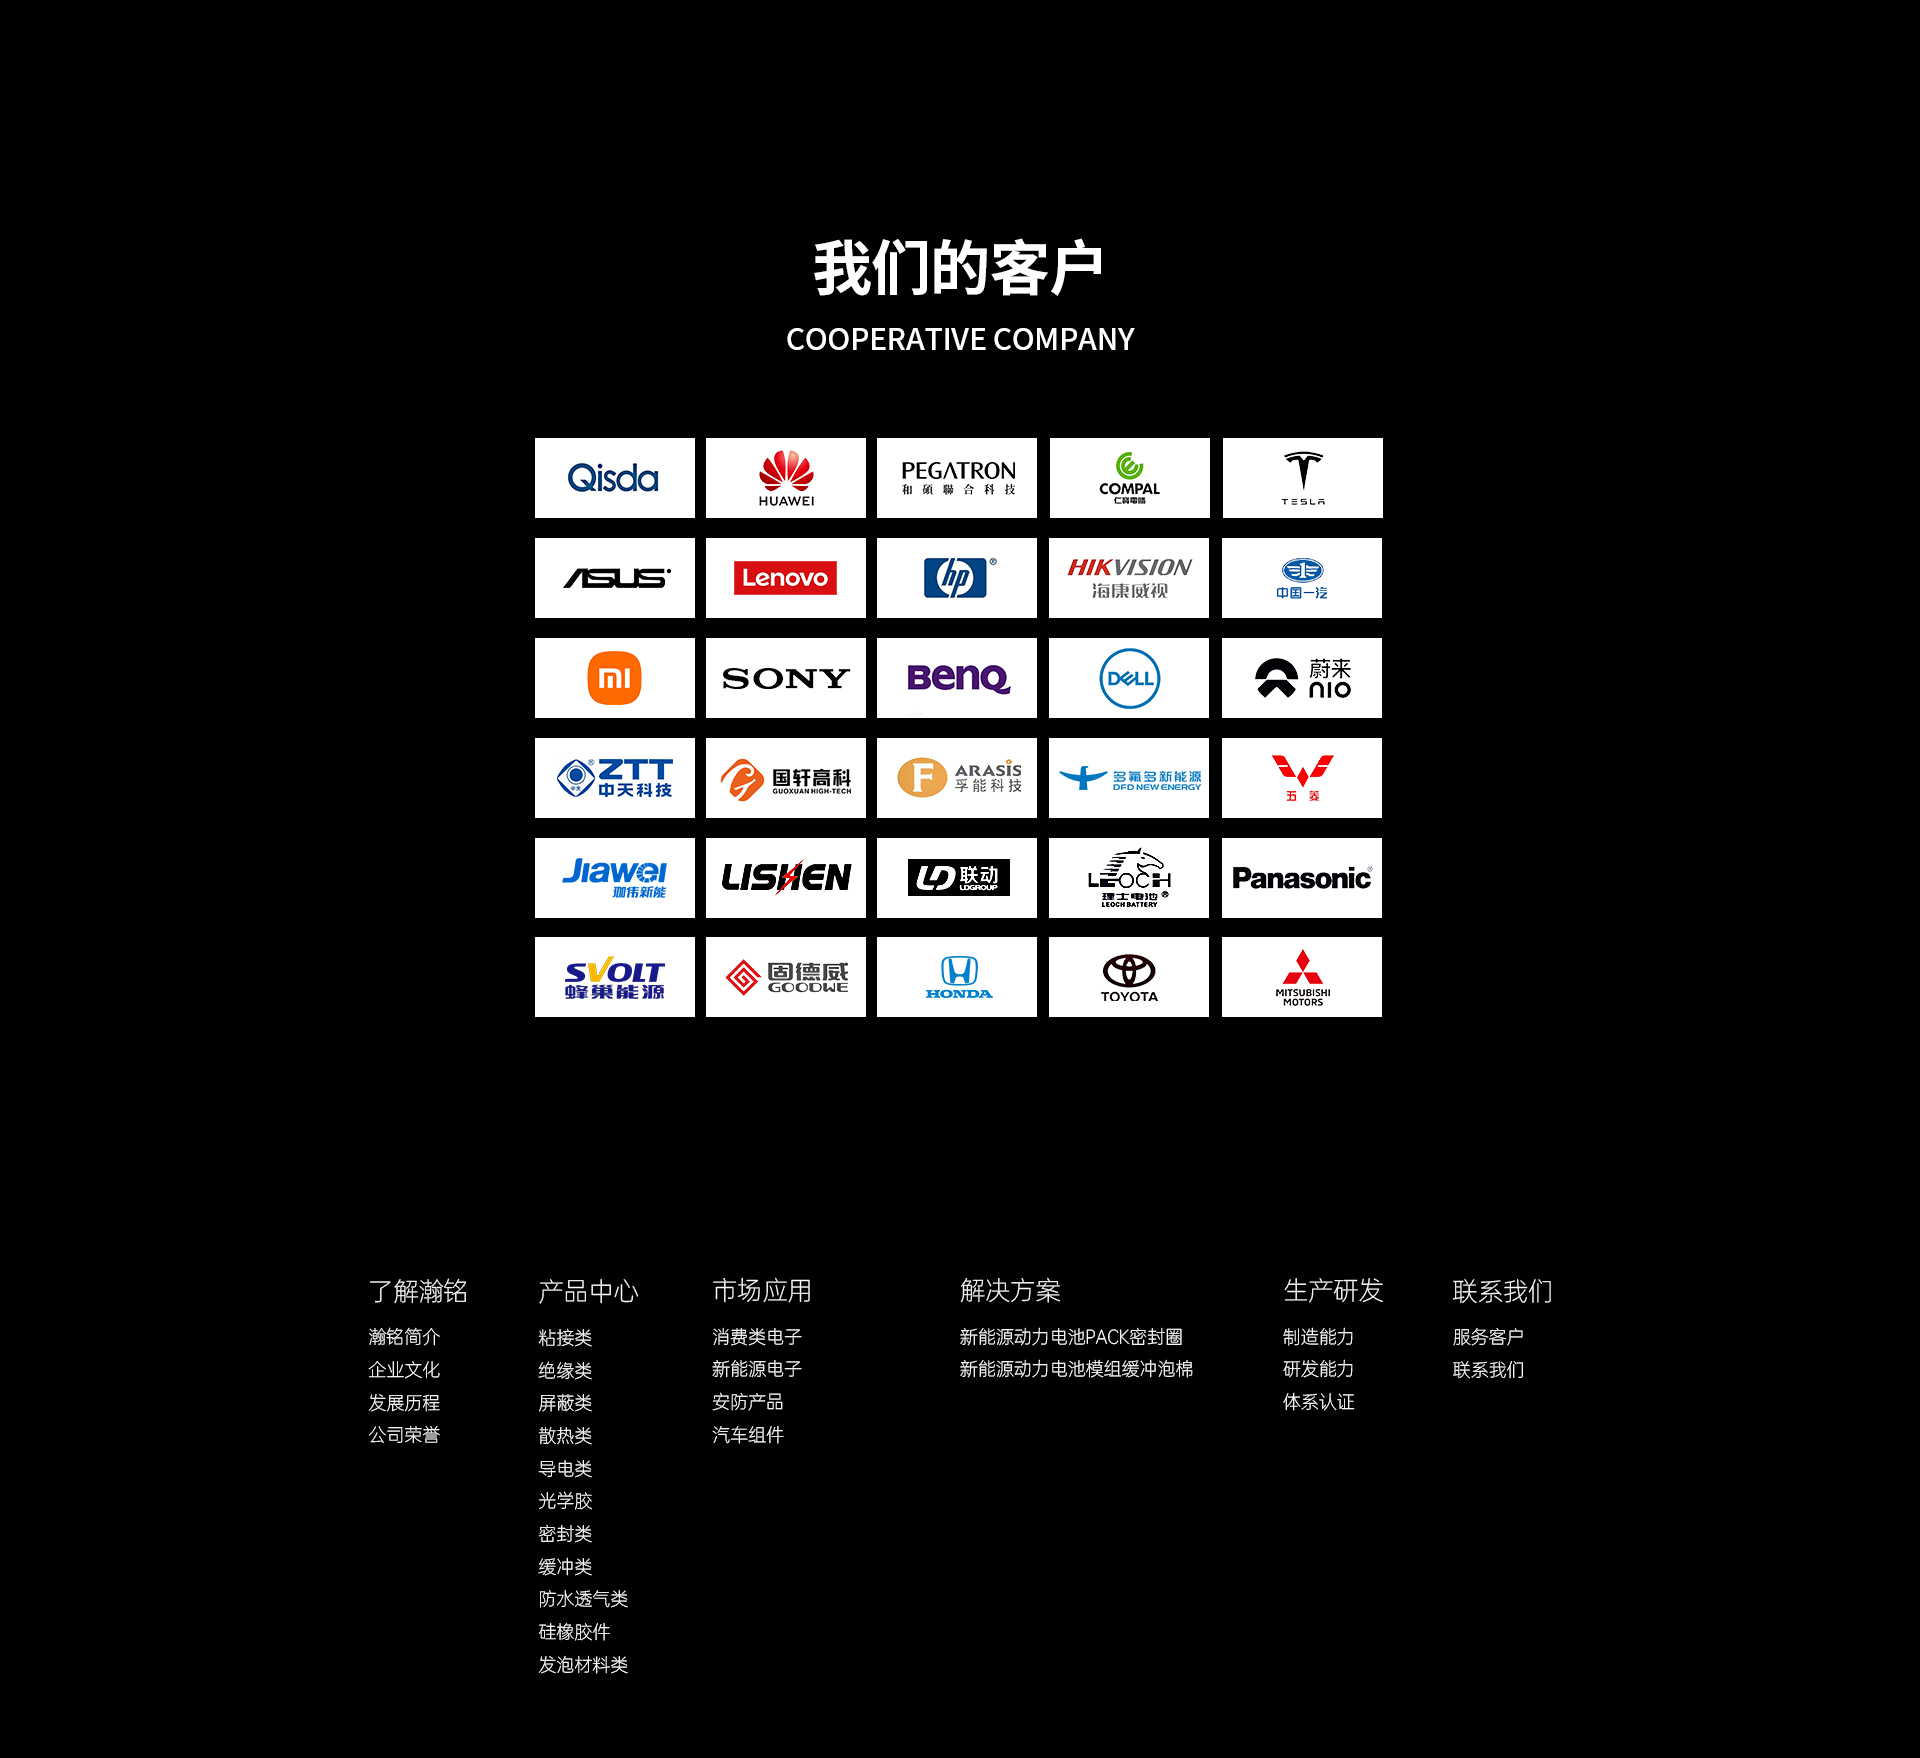 我们的客户
COOPERATIVE COMPANY
Qisda
HUAWEI
PEGATRON
和碩聯合科技
COMPAL
仁寶電腦
TESLA
ASUS
Lenovo
hp®
HIKVISION
海康威视
中国一汽
mi
SONY
BenQ
DELL
蔚来
NIO
ZTT®
中天科技
国轩高科
GUOXUAN HIGH-TECH
F ARASIS
孚能科技
多氟多新能源
DFD NEW ENERGY
五菱
JIAWEI
珈伟新能
LISHEN
LD 联动
LDGROUP
LEOCH
理士电池®
LEOCH BATTERY
Panasonic®
SVOLT
蜂巢能源
固德威
GOODWE
HONDA
TOYOTA
MITSUBISHI
MOTORS
了解瀚铭
瀚铭简介
企业文化
发展历程
公司荣誉
产品中心
粘接类
绝缘类
屏蔽类
散热类
导电类
光学胶
密封类
缓冲类
防水透气类
硅橡胶件
发泡材料类
市场应用
消费类电子
新能源电子
安防产品
汽车组件
解决方案
新能源动力电池PACK密封圈
新能源动力电池模组缓冲泡棉
生产研发
制造能力
研发能力
体系认证
联系我们
服务客户
联系我们